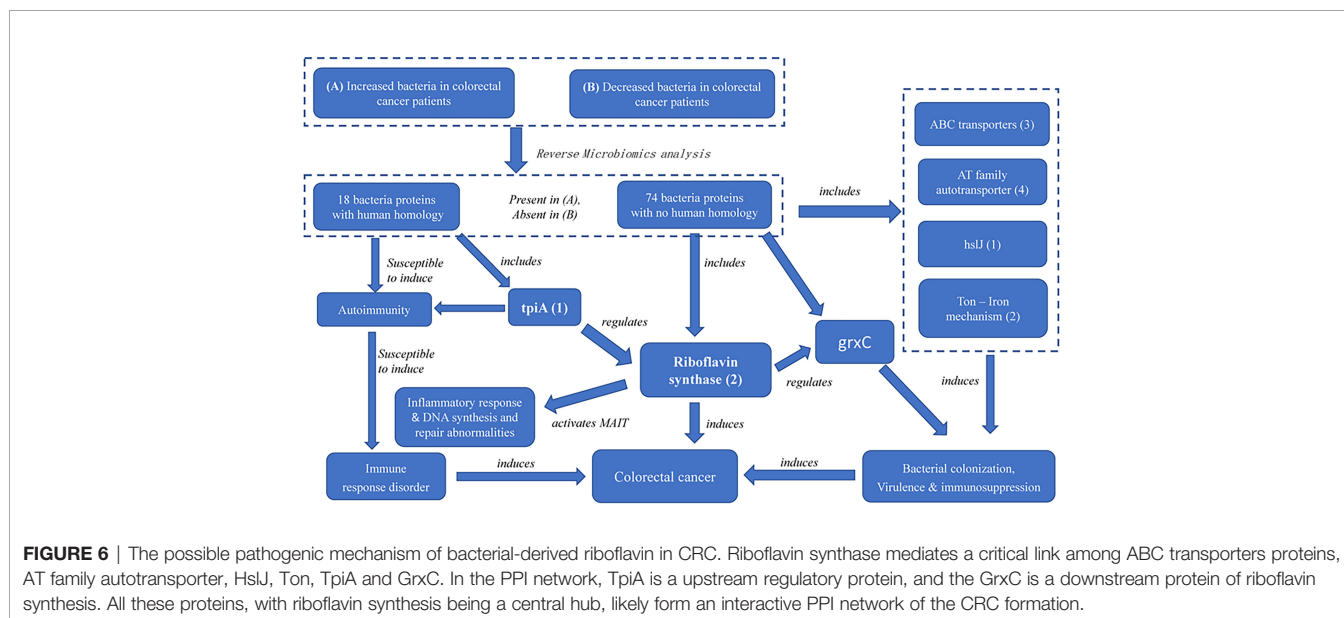 (A) Increased bacteria in colorectal
cancer patients
(B) Decreased bacteria in colorectal
cancer patients
Reverse Microbiomics analysis
18 bacteria proteins
with human homology
Present in (A),
Absent in (B)
74 bacteria proteins
with no human homology
includes
ABC transporters (3)
AT family
autotransporter (4)
hslJ (1)
Ton – Iron
mechanism (2)
Susceptible
to induce
includes
includes
Autoimmunity
tpiA (1)
regulates
Riboflavin
synthase (2)
grxC
regulates
induces
Susceptible
to induce
Inflammatory response
& DNA synthesis and
repair abnormalities
activates MAIT
induces
Immune
response disorder
induces
Colorectal cancer
induces
Bacterial colonization,
Virulence & immunosuppression
FIGURE 6 | The possible pathogenic mechanism of bacterial-derived riboflavin in CRC. Riboflavin synthase mediates a critical link among ABC transporters proteins,
AT family autotransporter, HslJ, Ton, TpiA and GrxC. In the PPI network, TpiA is a upstream regulatory protein, and the GrxC is a downstream protein of riboflavin
synthesis. All these proteins, with riboflavin synthesis being a central hub, likely form an interactive PPI network of the CRC formation.